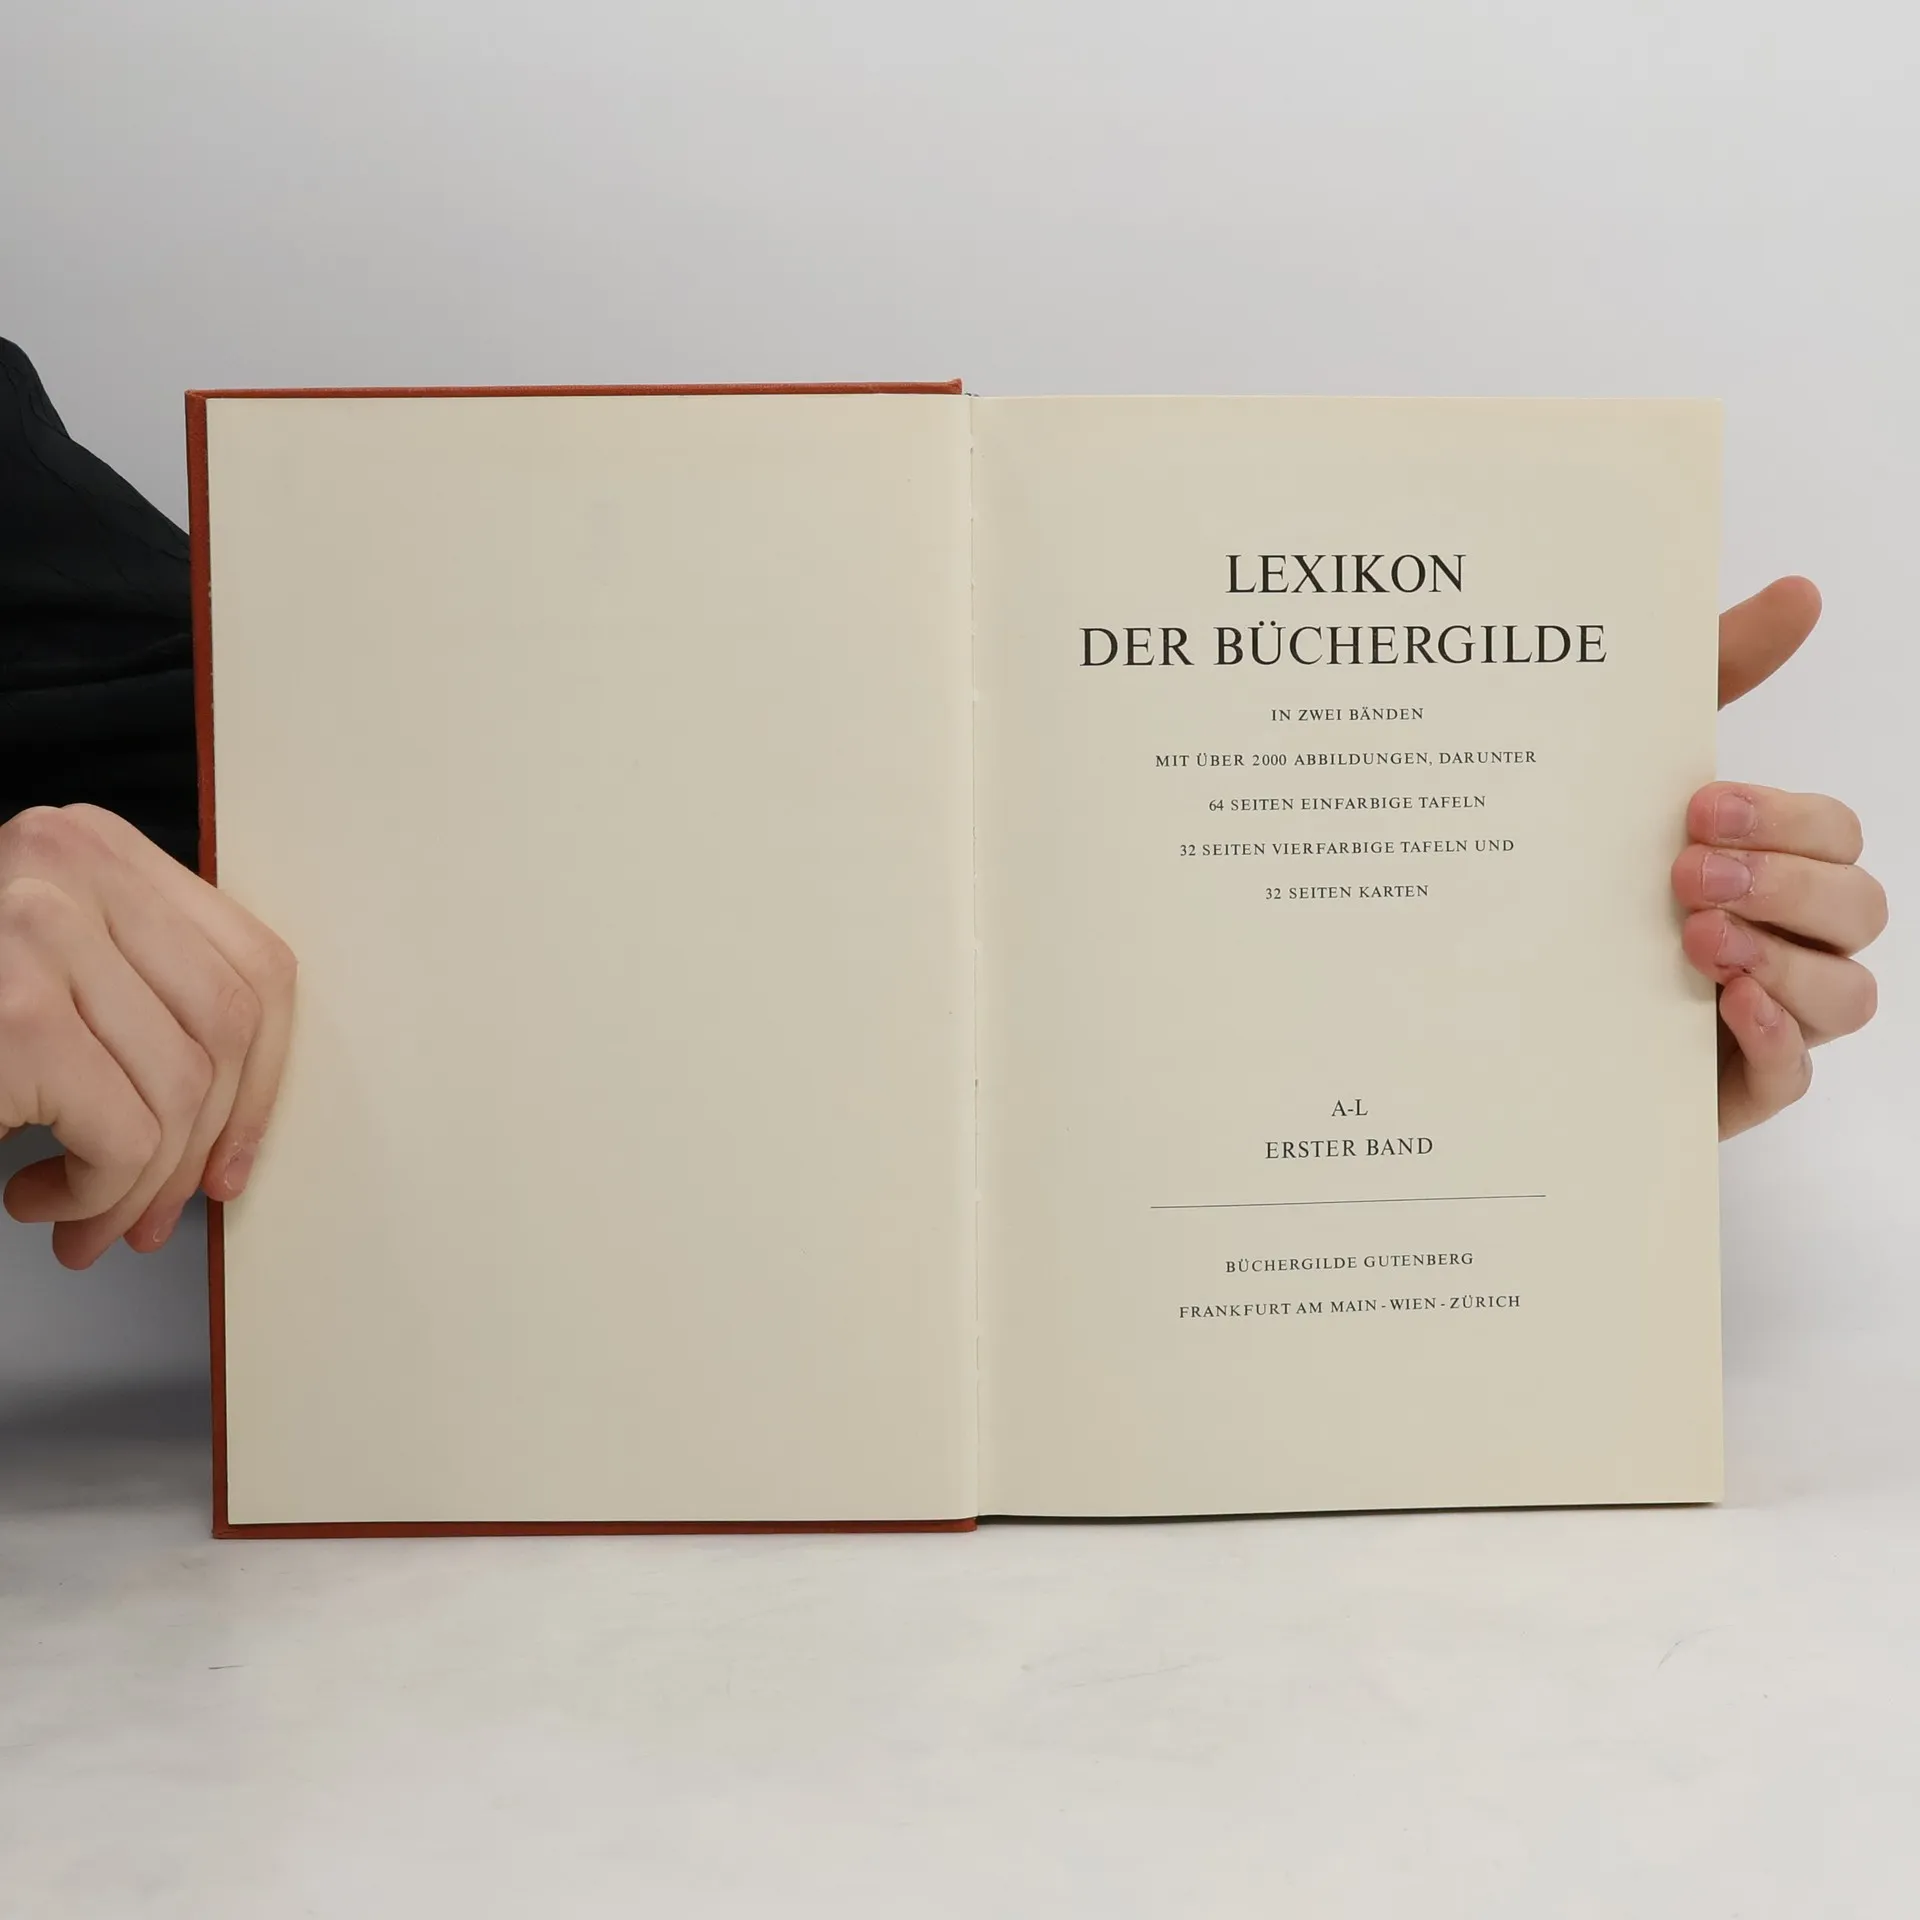 LEXIKON
DER BÜCHERGILDE
IN ZWEI BÄNDEN
MIT ÜBER 2000 ABBILDUNGEN, DARUNTER
64 SEITEN EINFARBIGE TAFELN
32 SEITEN VIERFARBIGE TAFELN UND
32 SEITEN KARTEN
A-L
ERSTER BAND
BÜCHERGILDE GUTENBERG
FRANKFURT AM MAIN - WIEN - ZÜRICH